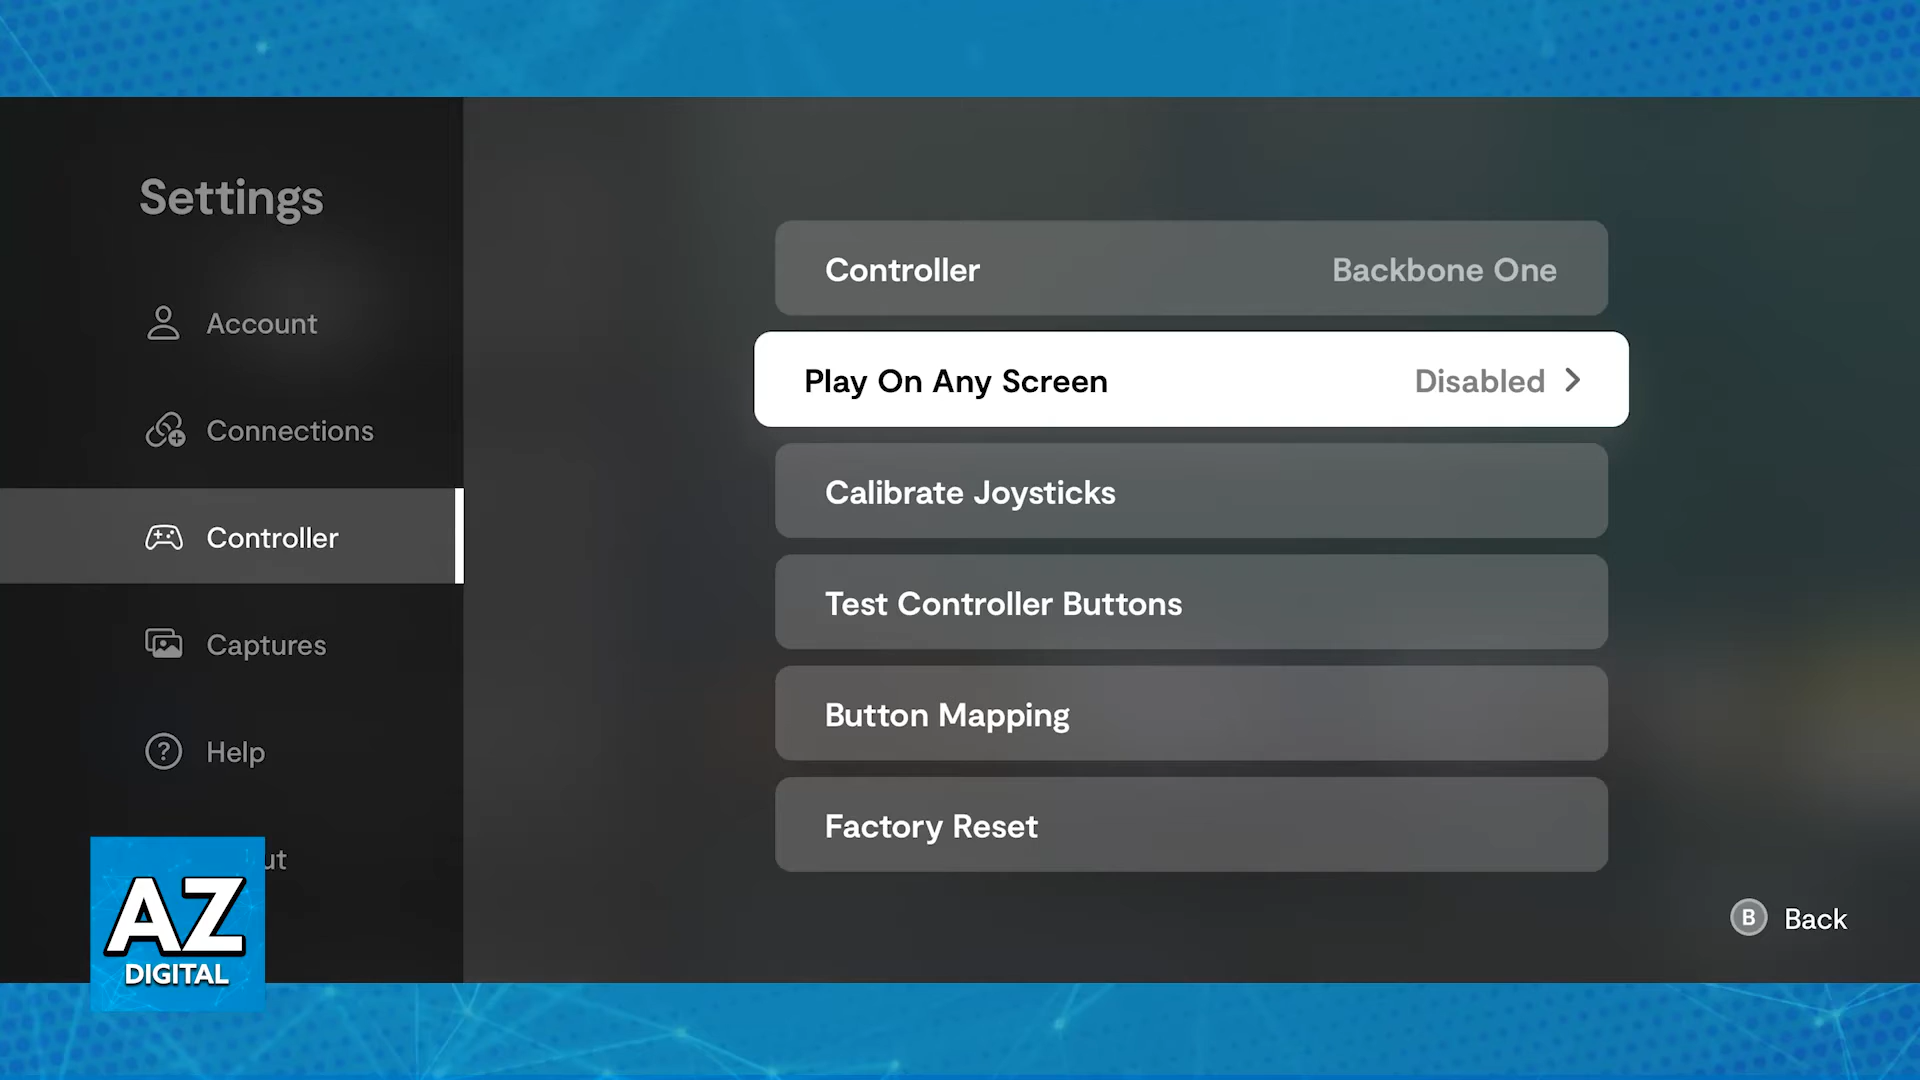 Settings
Account
Connections
Controller
Captures
Help
ut
Controller Backbone One
Play On Any Screen Disabled
Calibrate Joysticks
Test Controller Buttons
Button Mapping
Factory Reset
B Back
AZ
DIGITAL